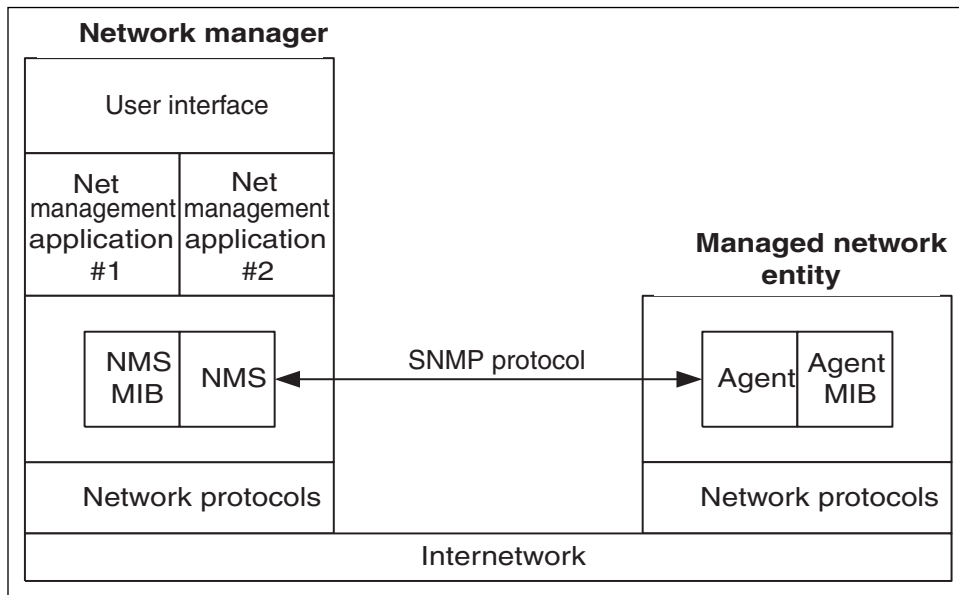 Network manager
User interface
Net
management
application
#1
Net
management
application
#2
Managed network
entity
NMS
MIB
NMS
SNMP protocol
Agent
Agent
MIB
Network protocols
Network protocols
Internetwork